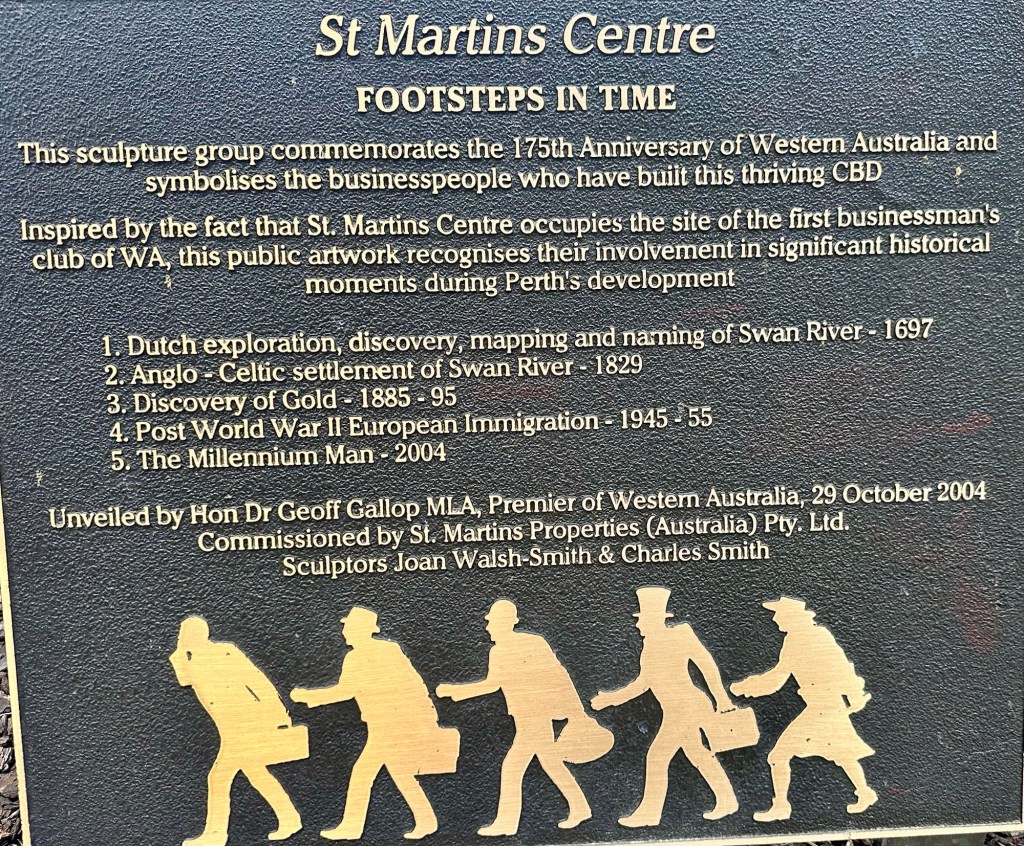 St Martins Centre
FOOTSTEPS IN TIME
This sculpture group commemorates the 175th Anniversary of Western Australia and
symbolises the businesspeople who have built this thriving CBD
Inspired by the fact that St. Martins Centre occupies the site of the first businessman's
club of WA, this public artwork recognises their involvement in significant historical
moments during Perth's development
1. Dutch exploration, discovery, mapping and naming of Swan River - 1697
2. Anglo - Celtic settlement of Swan River - 1829
3. Discovery of Gold - 1885 - 95
4. Post World War II European Immigration - 1945 - 55
5. The Millennium Man - 2004
Unveiled by Hon Dr Geoff Gallop MLA, Premier of Western Australia, 29 October 2004
Commissioned by St. Martins Properties (Australia) Pty. Ltd.
Sculptors Joan Walsh-Smith & Charles Smith